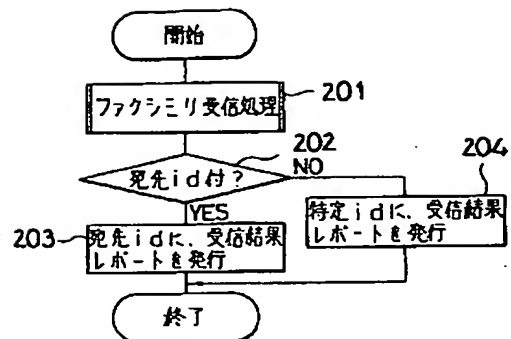 開始
ファクシミリ受信処理
201
202
宛先id付?
NO
204
YES
203
宛先idに、受信結果
レポートを発行
特定idに、受信結果
レポートを発行
終了